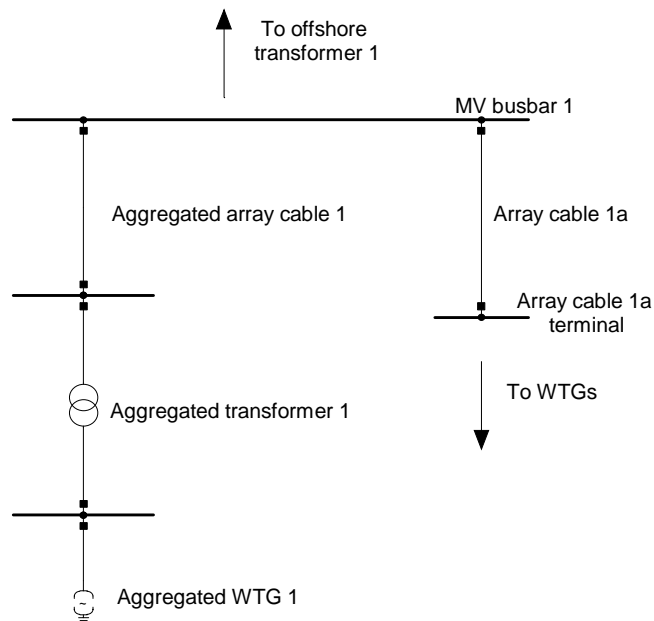 To offshore
transformer 1
MV busbar 1
Aggregated array cable 1
Array cable 1a
Array cable 1a
terminal
Aggregated transformer 1
To WTGs
Aggregated WTG 1
~